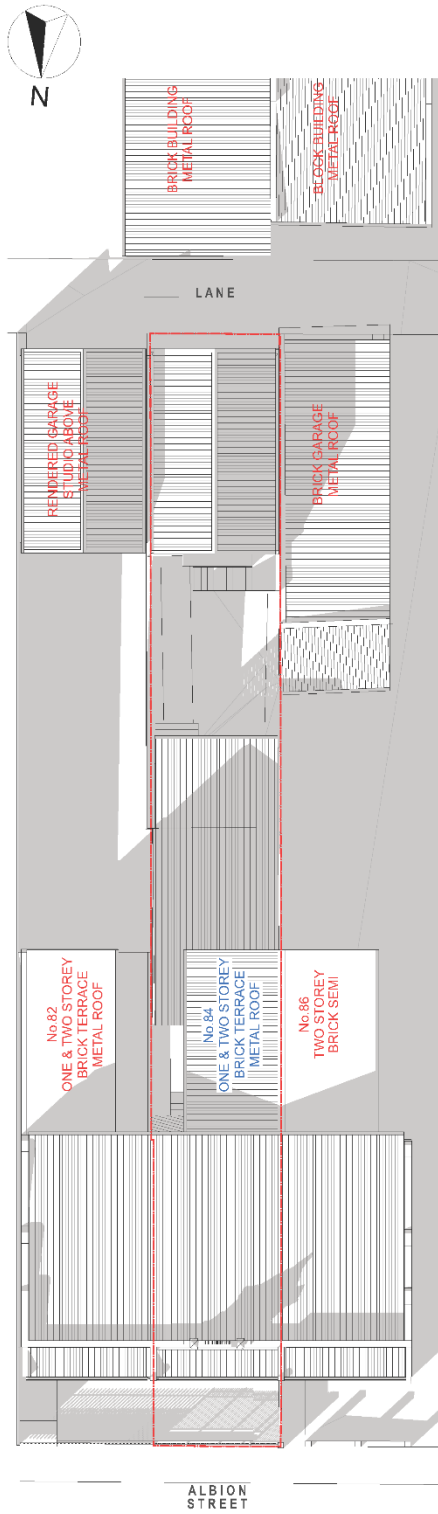 N
BRICK BUILDING
METAL ROOF
BLOCK BUILDING
METAL ROOF
LANE
RENDERED GARAGE
STUDIO ABOVE
METAL ROOF
BRICK GARAGE
METAL ROOF
No.82
ONE & TWO STOREY
BRICK TERRACE
METAL ROOF
No.84
ONE & TWO STOREY
BRICK TERRACE
METAL ROOF
No.86
TWO STOREY
BRICK SEMI
ALBION
STREET